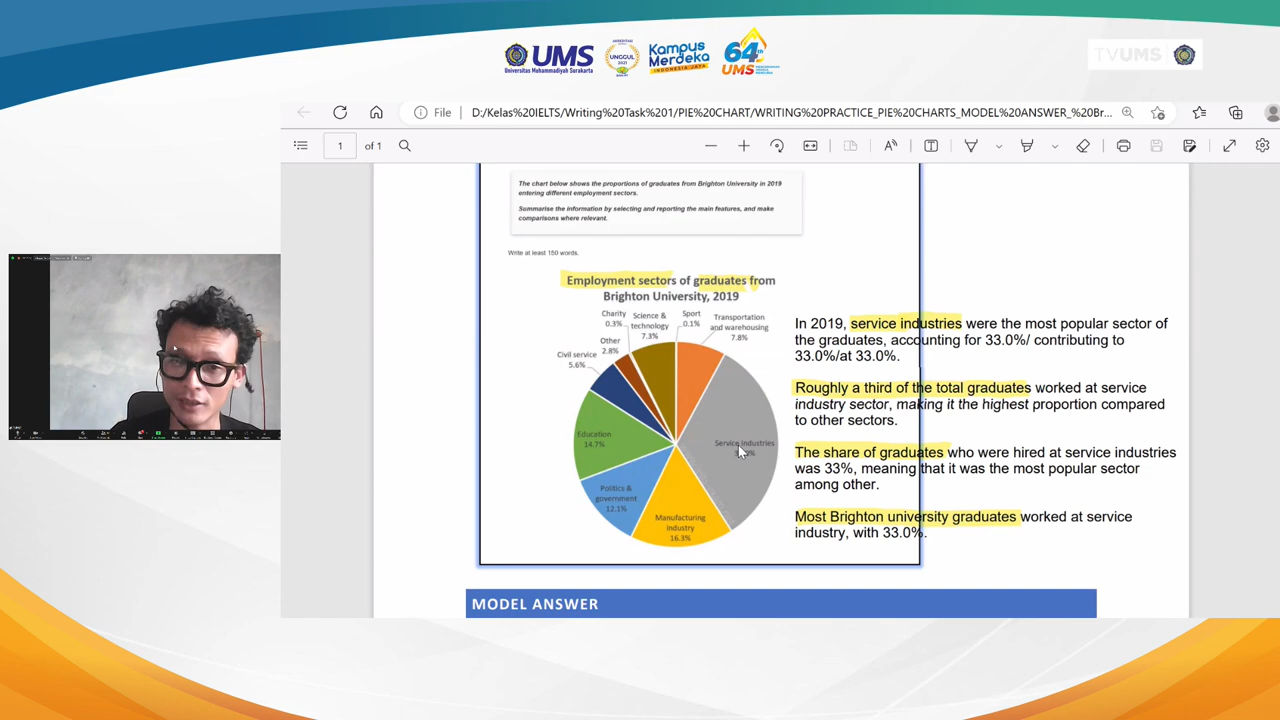 UMS
Universitas Muhammadiyah Surakarta
AKREDITASI
UNGGUL
2021
Kampus
Merdeka
INDONESIA JAYA
64th
UMS
TVUMS
File
D:/Kelas%20IELTS/Writing%20Task%201/PIE%20CHART/WRITING%20PRACTICE_PIE%20CHARTS_MODEL%20ANSWER_%20Br...
1 of 1
The chart below shows the proportions of graduates from Brighton University in 2019
entering different employment sectors.
Summarise the information by selecting and reporting the main features, and make
comparisons where relevant.
Write at least 150 words.
Employment sectors of graduates from
Brighton University, 2019
Charity
0.3%
Science &
technology
7.3%
Sport
0.1%
Transportation
and warehousing
7.8%
Other
2.8%
Civil service
5.6%
Education
14.7%
Service industries
Politics &
government
12.1%
Manufacturing
industry
16.3%
In 2019, service industries were the most popular sector of
the graduates, accounting for 33.0%/ contributing to
33.0%/at 33.0%.
Roughly a third of the total graduates worked at service
industry sector, making it the highest proportion compared
to other sectors.
The share of graduates who were hired at service industries
was 33%, meaning that it was the most popular sector
among other.
Most Brighton university graduates worked at service
industry, with 33.0%.
MODEL ANSWER